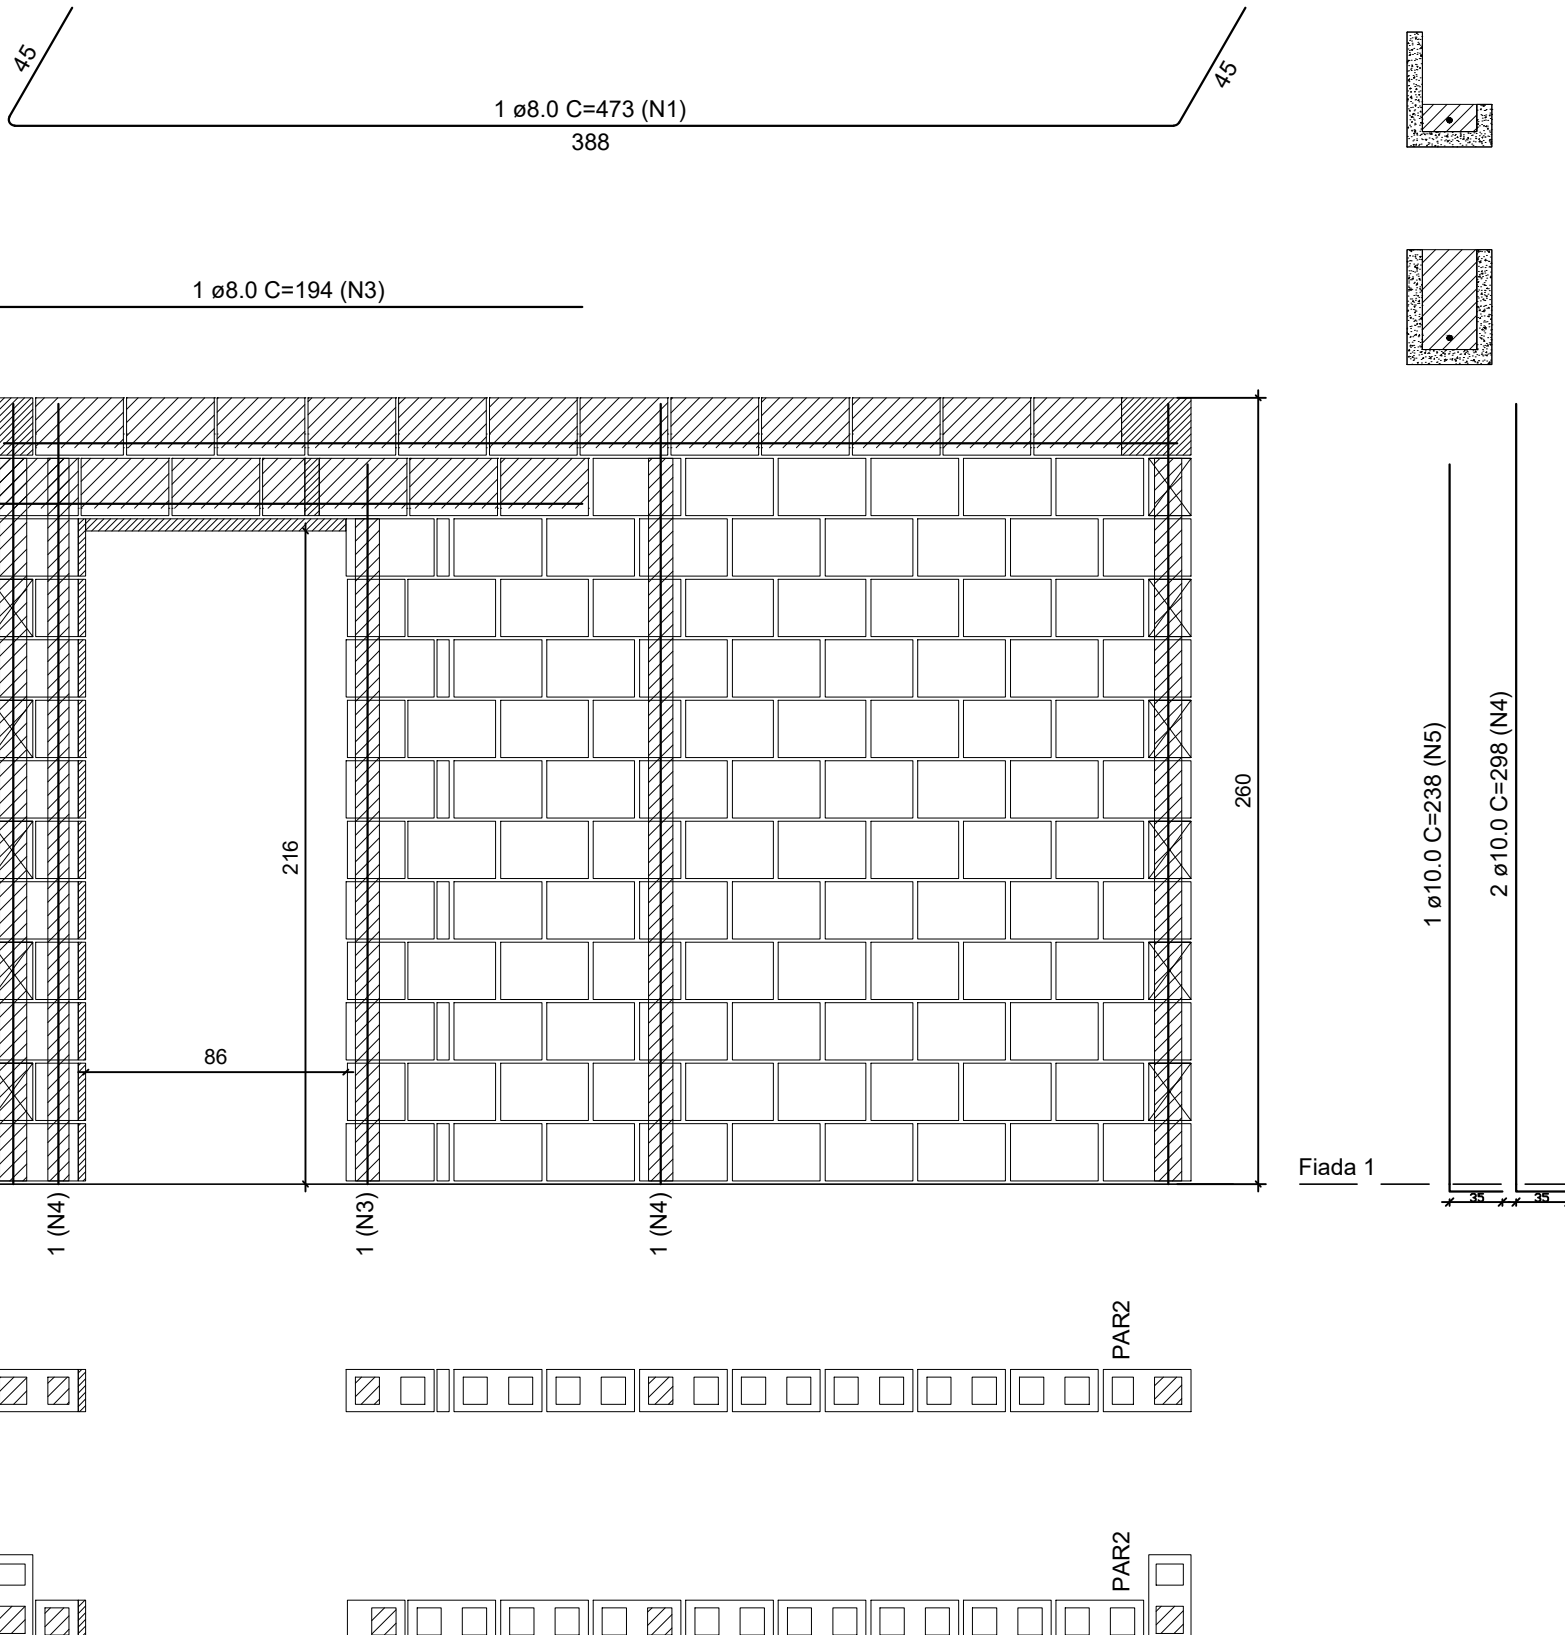 45
1 ø8.0 C=473 (N1)
45
388
1 ø8.0 C=194 (N3)
260
216
86
1 ø10.0 C=238 (N5)
2 ø10.0 C=298 (N4)
Fiada 1
35
35
1 (N4)
1 (N3)
1 (N4)
PAR2
PAR2